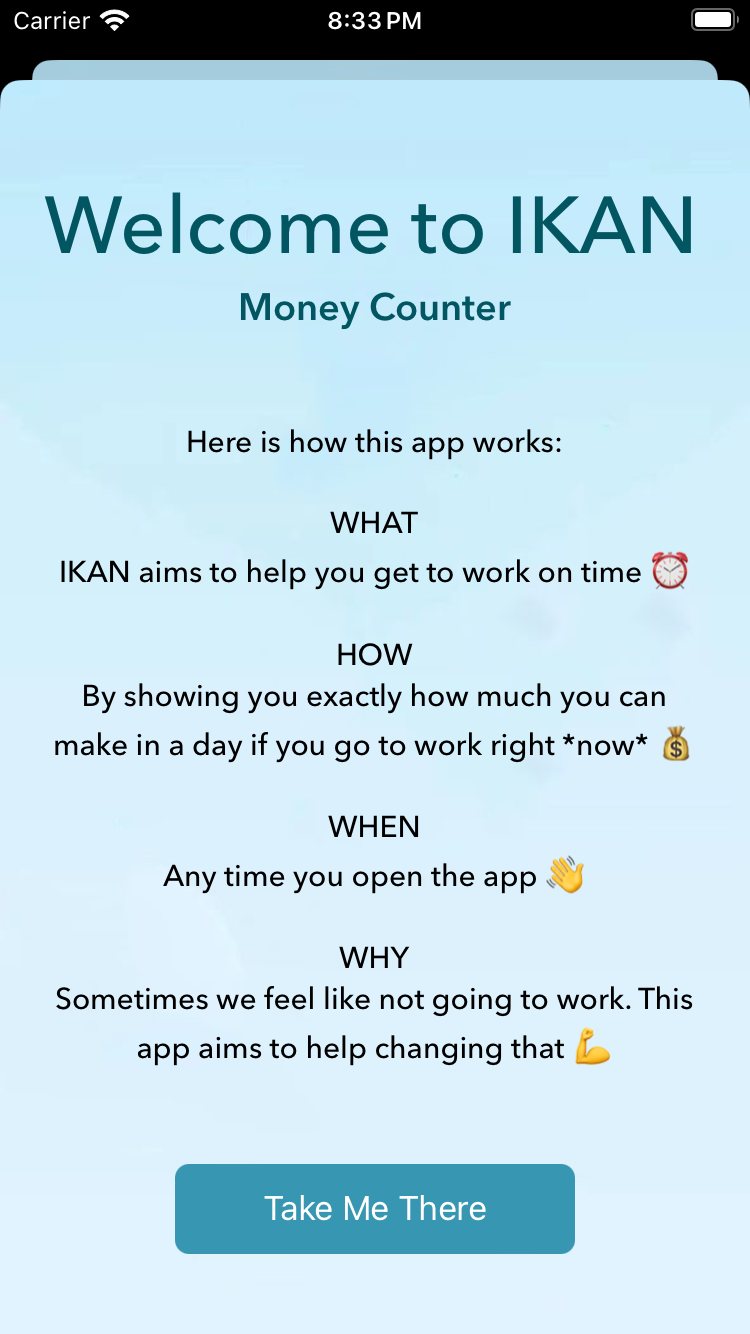 Carrier 8:33 PM
Welcome to IKAN
Money Counter
Here is how this app works:
WHAT
IKAN aims to help you get to work on time ⏰
HOW
By showing you exactly how much you can
make in a day if you go to work right *now* 💰
WHEN
Any time you open the app 👋
WHY
Sometimes we feel like not going to work. This
app aims to help changing that 💪
Take Me There